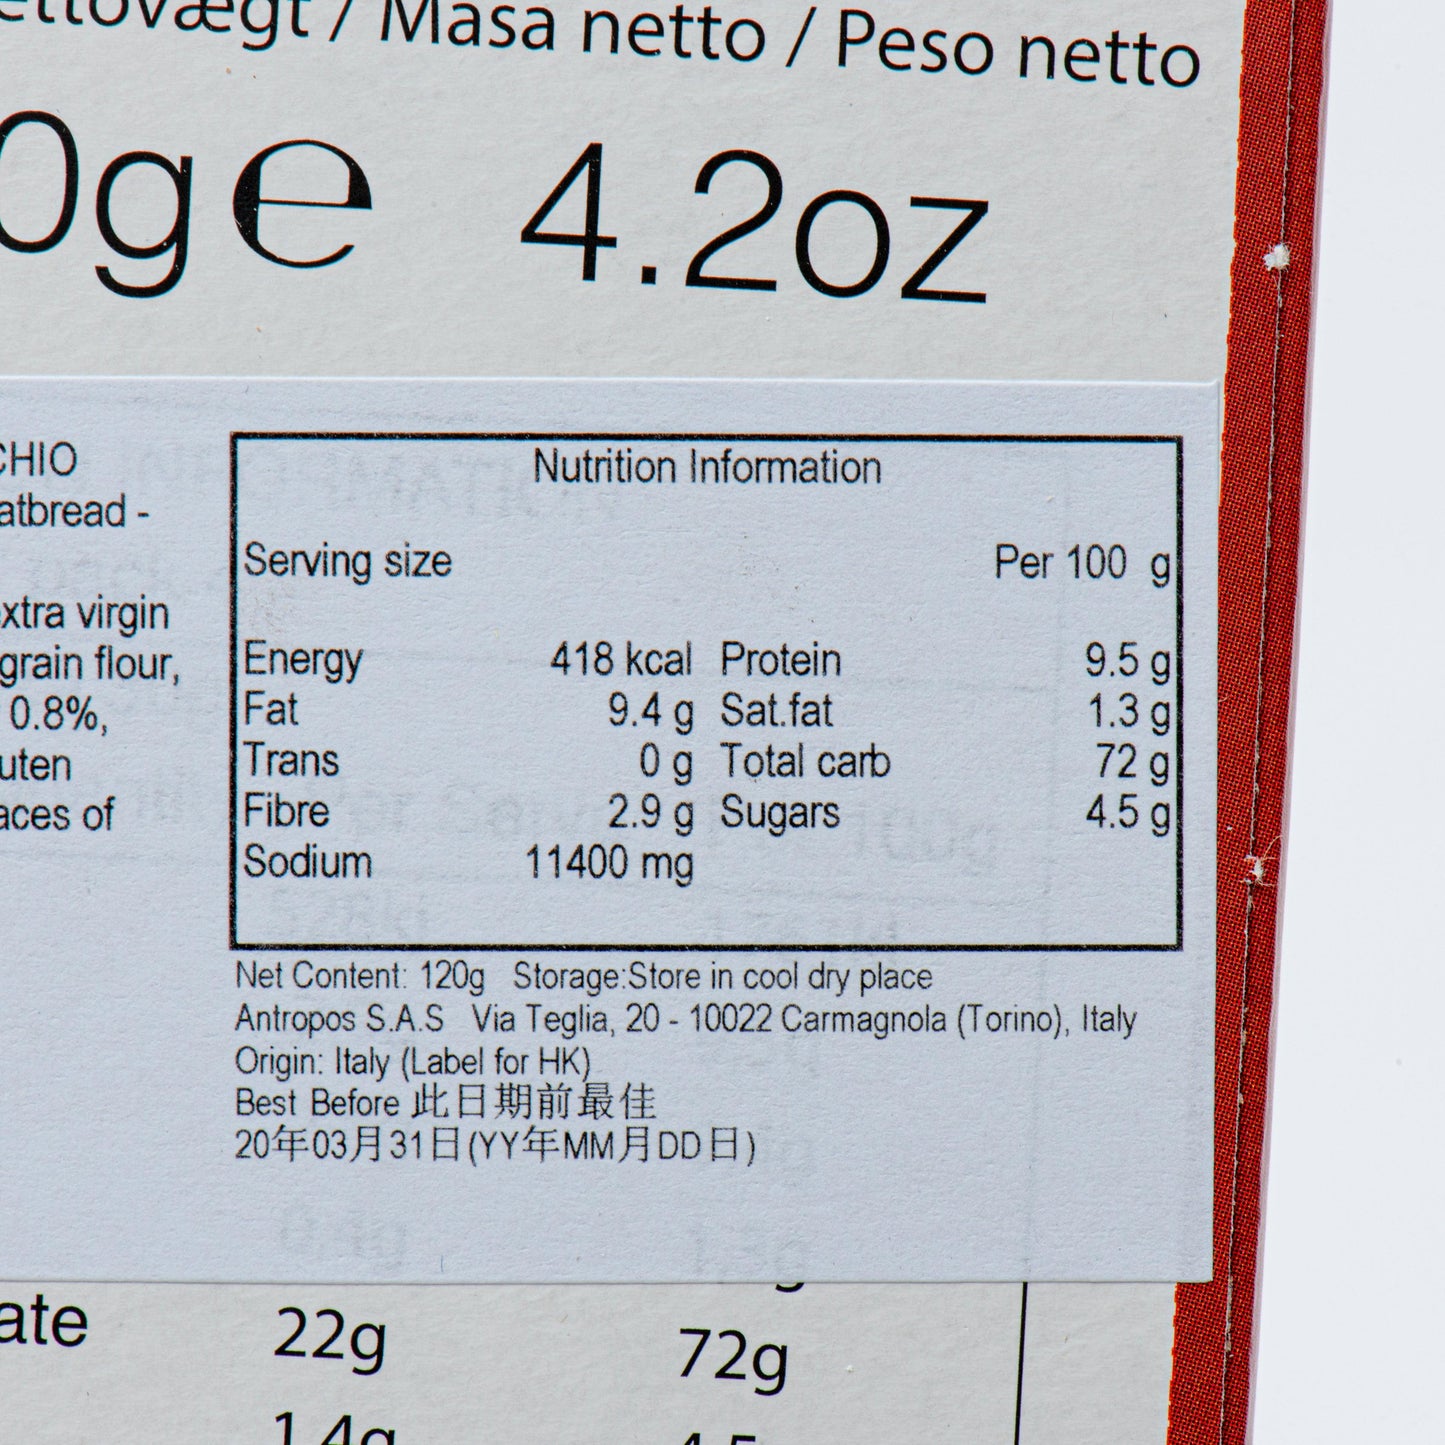 / Masa netto / Peso netto
0g e 4.2oz
CHIO
atbread -
extra virgin
grain flour,
0.8%,
uten
aces of
Nutrition Information
Serving size Per 100 g
Energy 418 kcal Protein 9.5 g
Fat 9.4 g Sat.fat 1.3 g
Trans 0 g Total carb 72 g
Fibre 2.9 g Sugars 4.5 g
Sodium 11400 mg
Net Content: 120g Storage:Store in cool dry place
Antropos S.A.S Via Teglia, 20 - 10022 Carmagnola (Torino), Italy
Origin: Italy (Label for HK)
Best Before 此日期前最佳
20年03月31日(YY年MM月DD日)
ate 22g 72g
1.4g